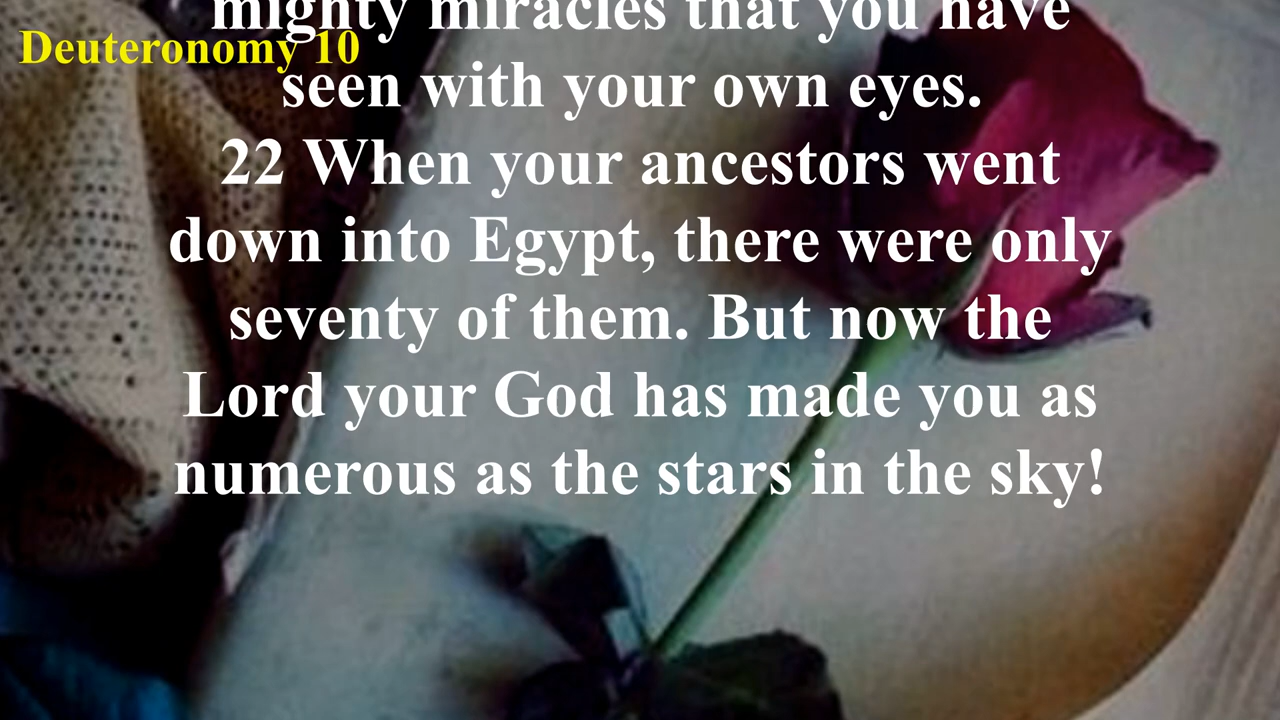 mighty miracles that you have
Deuteronomy 10
seen with your own eyes.
22 When your ancestors went
down into Egypt, there were only
seventy of them. But now the
Lord your God has made you as
numerous as the stars in the sky!